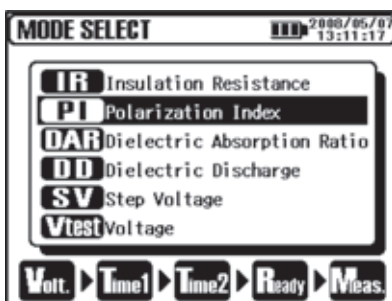 MODE SELECT 2008/05/07
13:11:17
IR Insulation Resistance
PI Polarization Index
DAR Dielectric Absorption Ratio
DD Dielectric Discharge
SV Step Voltage
Vtest Voltage
Volt. Time1 Time2 Ready Meas.